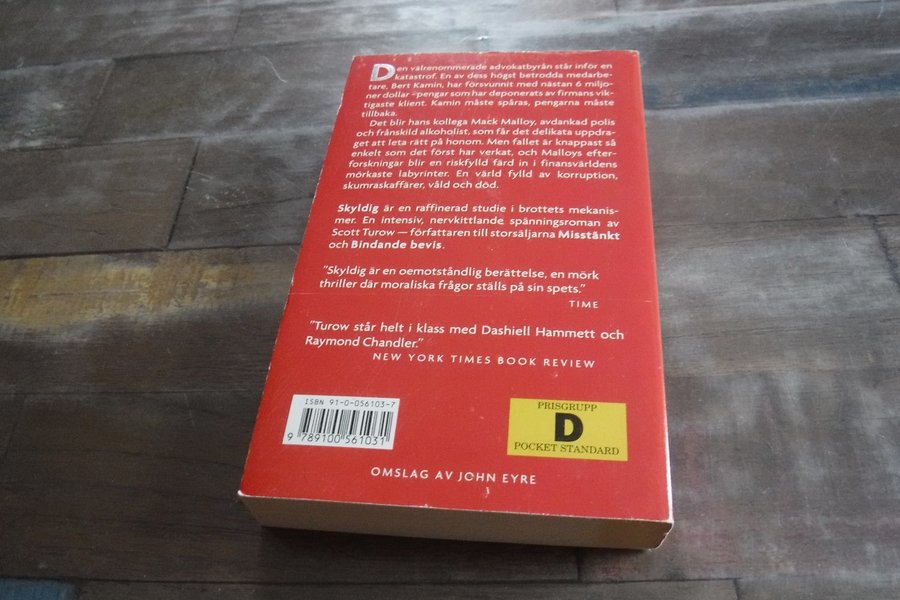 Den välrenommerade advokatbyrån står inför en
katastrof. En av dess högst betrodda medarbe-
tare, Bert Kamin, har försvunnit med nästan 6 miljo-
ner dollar –pengar som har deponerats av firmans vik-
tigaste klient. Kamin måste spåras, pengarna måste
tillbaka.
Det blir hans kollega Mack Malloy, avdankad polis
och frånskild alkoholist, som får det delikata uppdra-
get att leta rätt på honom. Men fallet är knappast så
enkelt som det först har verkat, och Malloys efter-
forskningar blir en riskfylld färd in i finansvärldens
mörkaste labyrinter. En värld fylld av korruption,
skumraskaffärer, våld och död.
Skyldig är en raffinerad studie i brottets mekanis-
mer. En intensiv, nervkittlande spänningsroman av
Scott Turow — författaren till storsäljarna Misstänkt
och Bindande bevis.
"Skyldig är en oemotståndlig berättelse, en mörk
thriller där moraliska frågor ställs på sin spets."
TIME
"Turow står helt i klass med Dashiell Hammett och
Raymond Chandler."
NEW YORK TIMES BOOK REVIEW
ISBN 91-0-056103-7
9 789100 561031
PRISGRUPP
D
POCKET STANDARD
OMSLAG AV JOHN EYRE